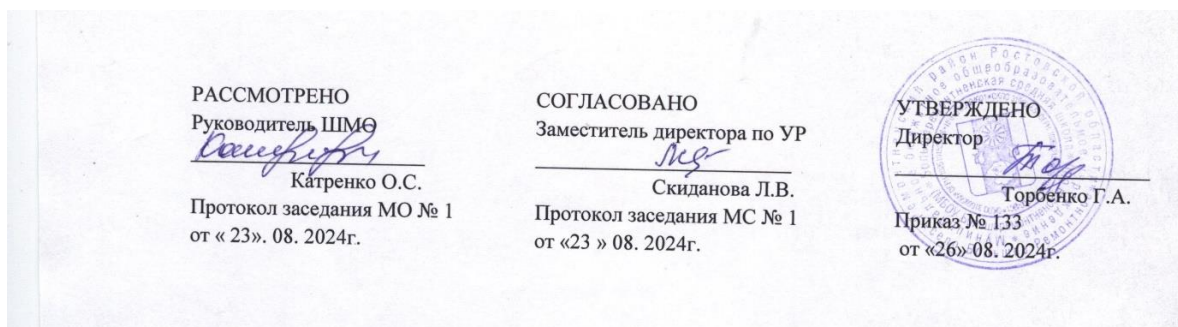 РАССМОТРЕНО
Руководитель ШМО
Катренко О.С.
Протокол заседания МО № 1
от « 23». 08. 2024г.
СОГЛАСОВАНО
Заместитель директора по УР
Скиданова Л.В.
Протокол заседания МС № 1
от «23 » 08. 2024г.
УТВЕРЖДЕНО
Директор
Торбенко Г.А.
Приказ № 133
от «26» 08. 2024г.